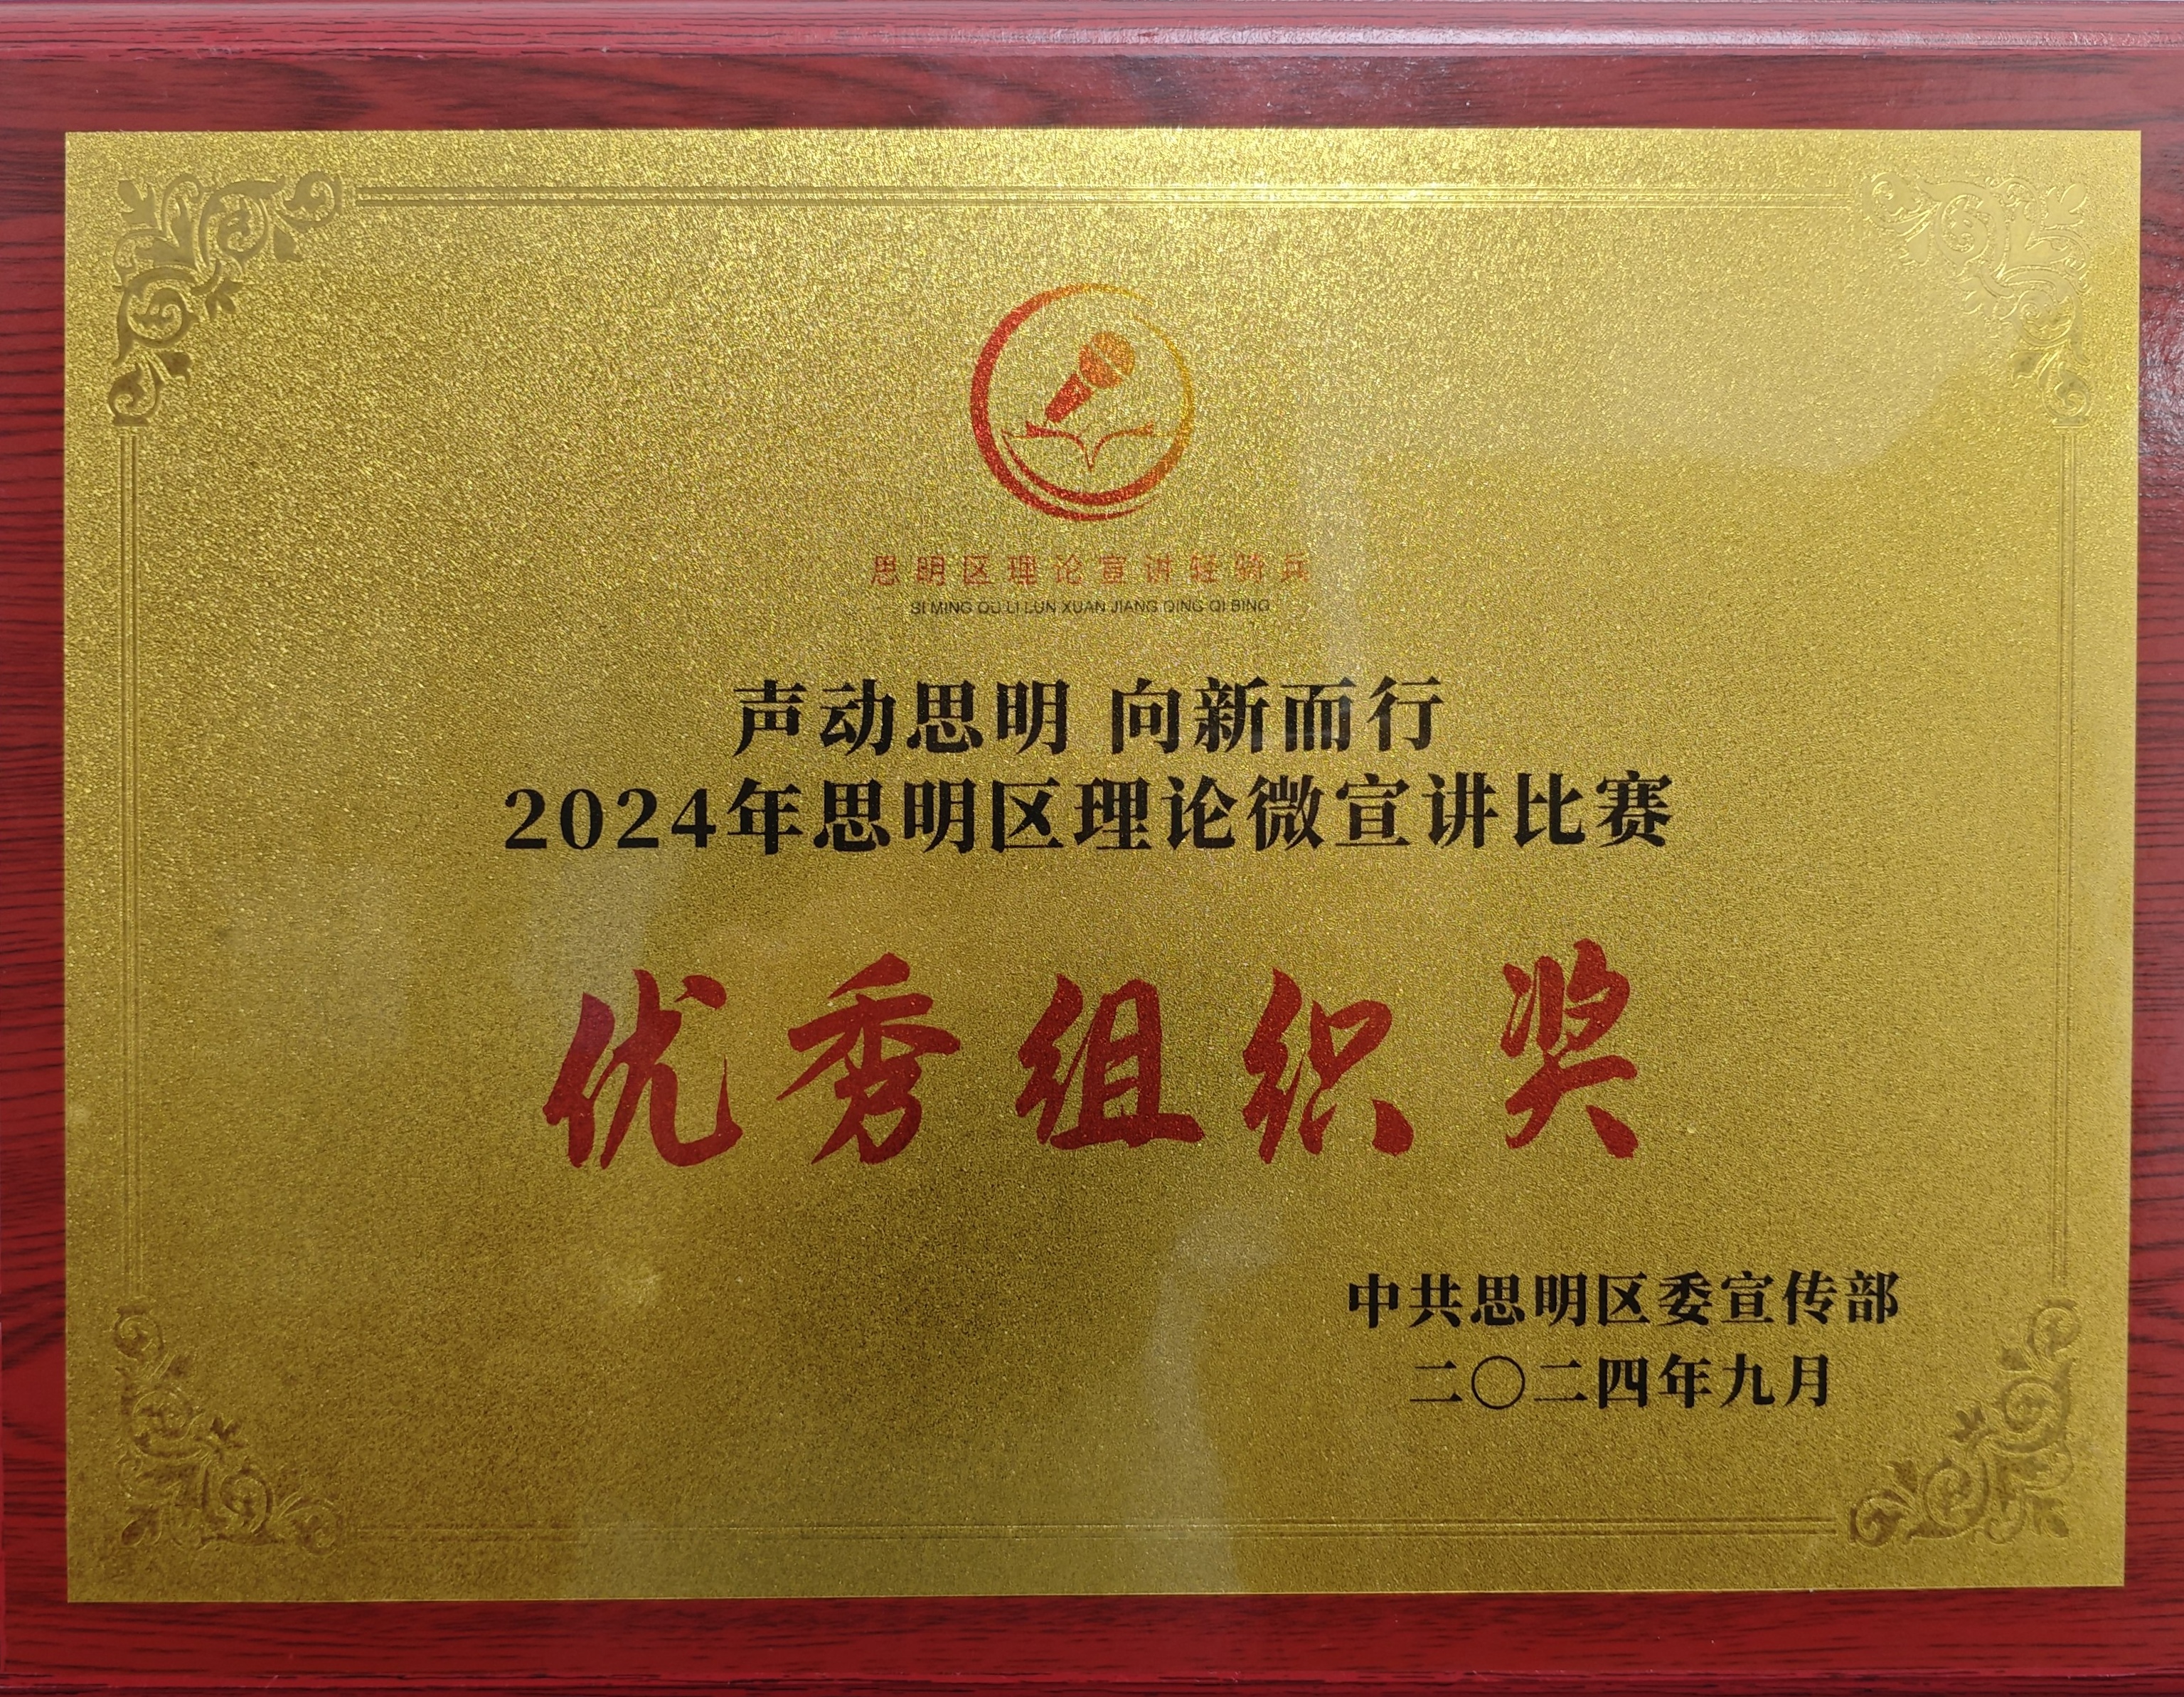 思明区理论宣讲轻骑兵
SI MING QU LI LUN XUAN JIANG QING QI BING
声动思明 向新而行
2024年思明区理论微宣讲比赛
优秀组织奖
中共思明区委宣传部
二〇二四年九月